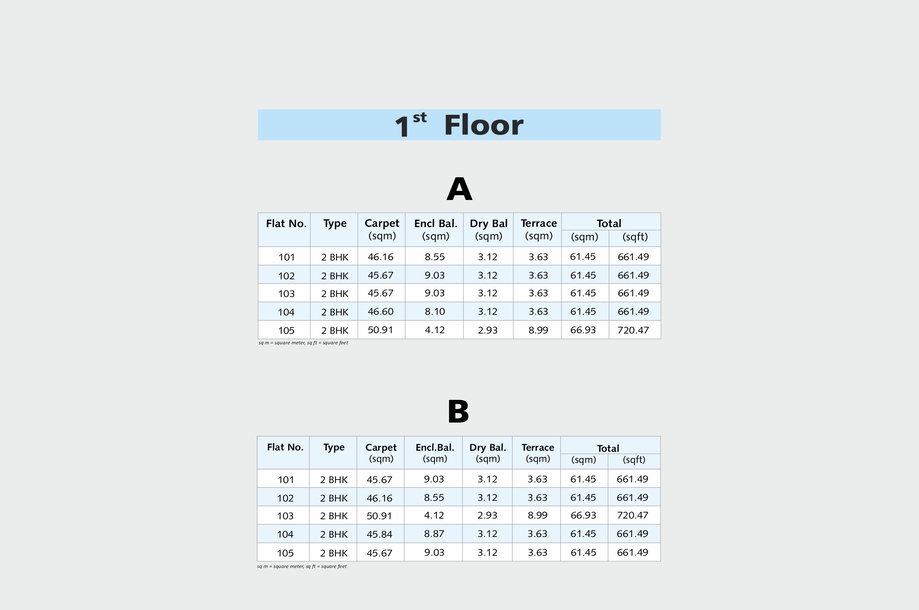 1st Floor
A
Flat No. Type Carpet (sqm) Encl Bal. (sqm) Dry Bal (sqm) Terrace (sqm) Total (sqm) (sqft)
101 2 BHK 46.16 8.55 3.12 3.63 61.45 661.49
102 2 BHK 45.67 9.03 3.12 3.63 61.45 661.49
103 2 BHK 45.67 9.03 3.12 3.63 61.45 661.49
104 2 BHK 46.60 8.10 3.12 3.63 61.45 661.49
105 2 BHK 50.91 4.12 2.93 8.99 66.93 720.47
sq m = square meter, sq ft = square feet
B
Flat No. Type Carpet (sqm) Encl.Bal. (sqm) Dry Bal. (sqm) Terrace (sqm) Total (sqm) (sqft)
101 2 BHK 45.67 9.03 3.12 3.63 61.45 661.49
102 2 BHK 46.16 8.55 3.12 3.63 61.45 661.49
103 2 BHK 50.91 4.12 2.93 8.99 66.93 720.47
104 2 BHK 45.84 8.87 3.12 3.63 61.45 661.49
105 2 BHK 45.67 9.03 3.12 3.63 61.45 661.49
sq m = square meter, sq ft = square feet